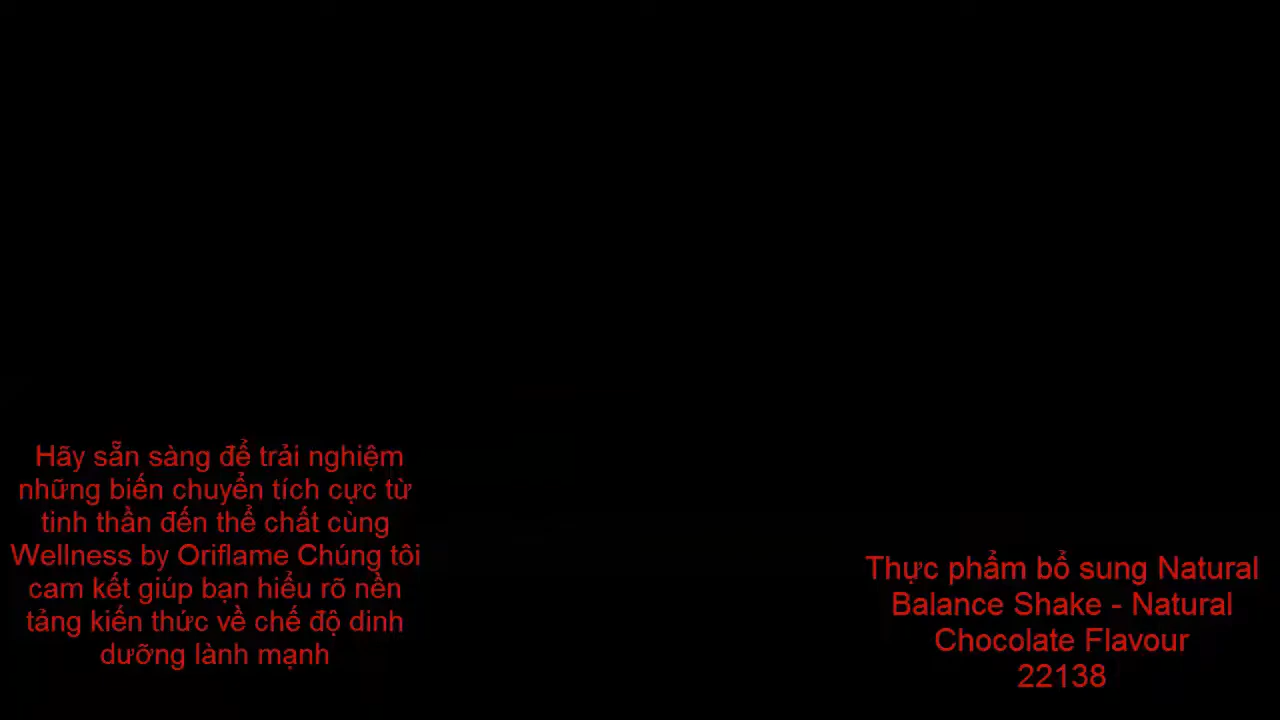 Hãy sẵn sàng để trải nghiệm
những biến chuyển tích cực từ
tinh thần đến thể chất cùng
Wellness by Oriflame Chúng tôi
cam kết giúp bạn hiểu rõ nền
tảng kiến thức về chế độ dinh
dưỡng lành mạnh
Thực phẩm bổ sung Natural
Balance Shake - Natural
Chocolate Flavour
22138